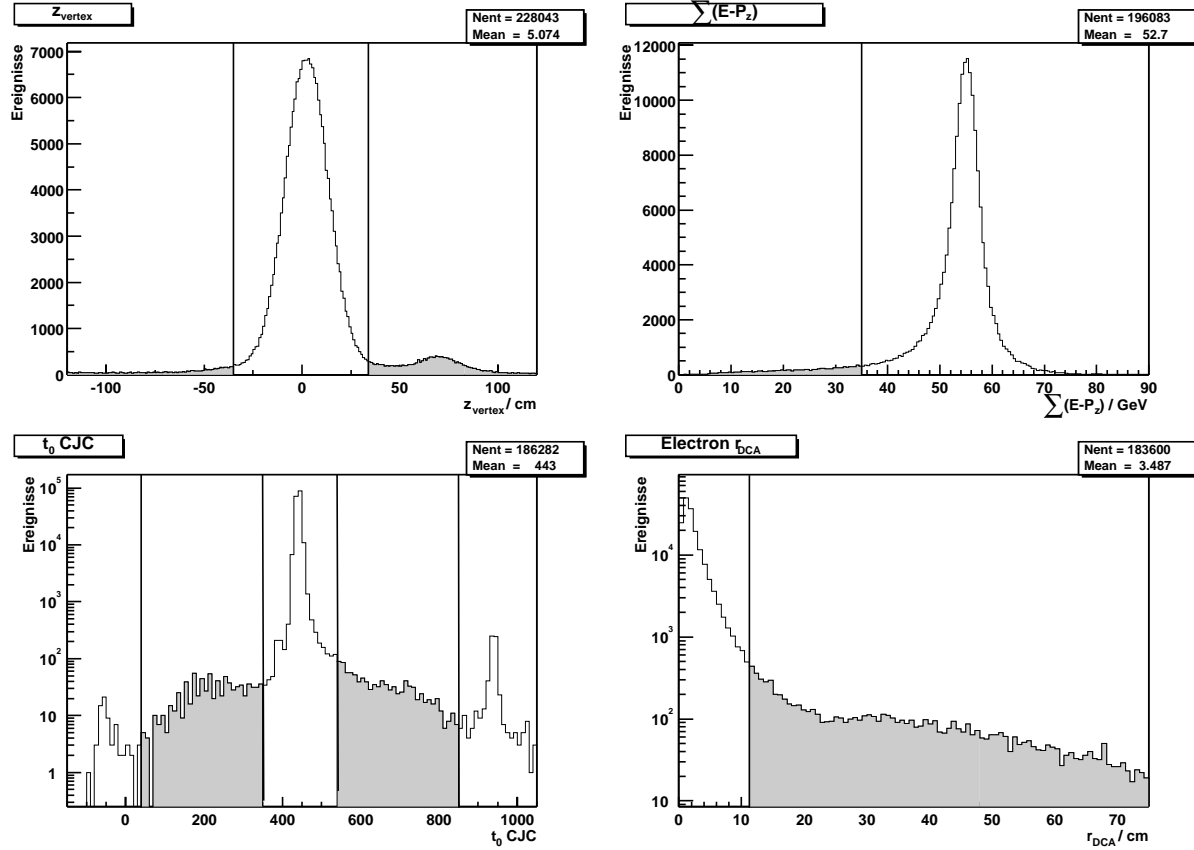 z_vertex
Nent = 228043
Mean = 5.074
Ereignisse
7000
6000
5000
4000
3000
2000
1000
0
-100 -50 0 50 100
z_vertex / cm
∑(E-P_z)
Nent = 196083
Mean = 52.7
Ereignisse
12000
10000
8000
6000
4000
2000
0
0 10 20 30 40 50 60 70 80 90
∑(E-P_z) / GeV
t_0 CJC
Nent = 186282
Mean = 443
Ereignisse
10^5
10^4
10^3
10^2
10
1
0 200 400 600 800 1000
t_0 CJC
Electron r_DCA
Nent = 183600
Mean = 3.487
Ereignisse
10^4
10^3
10^2
10
0 10 20 30 40 50 60 70
r_DCA / cm